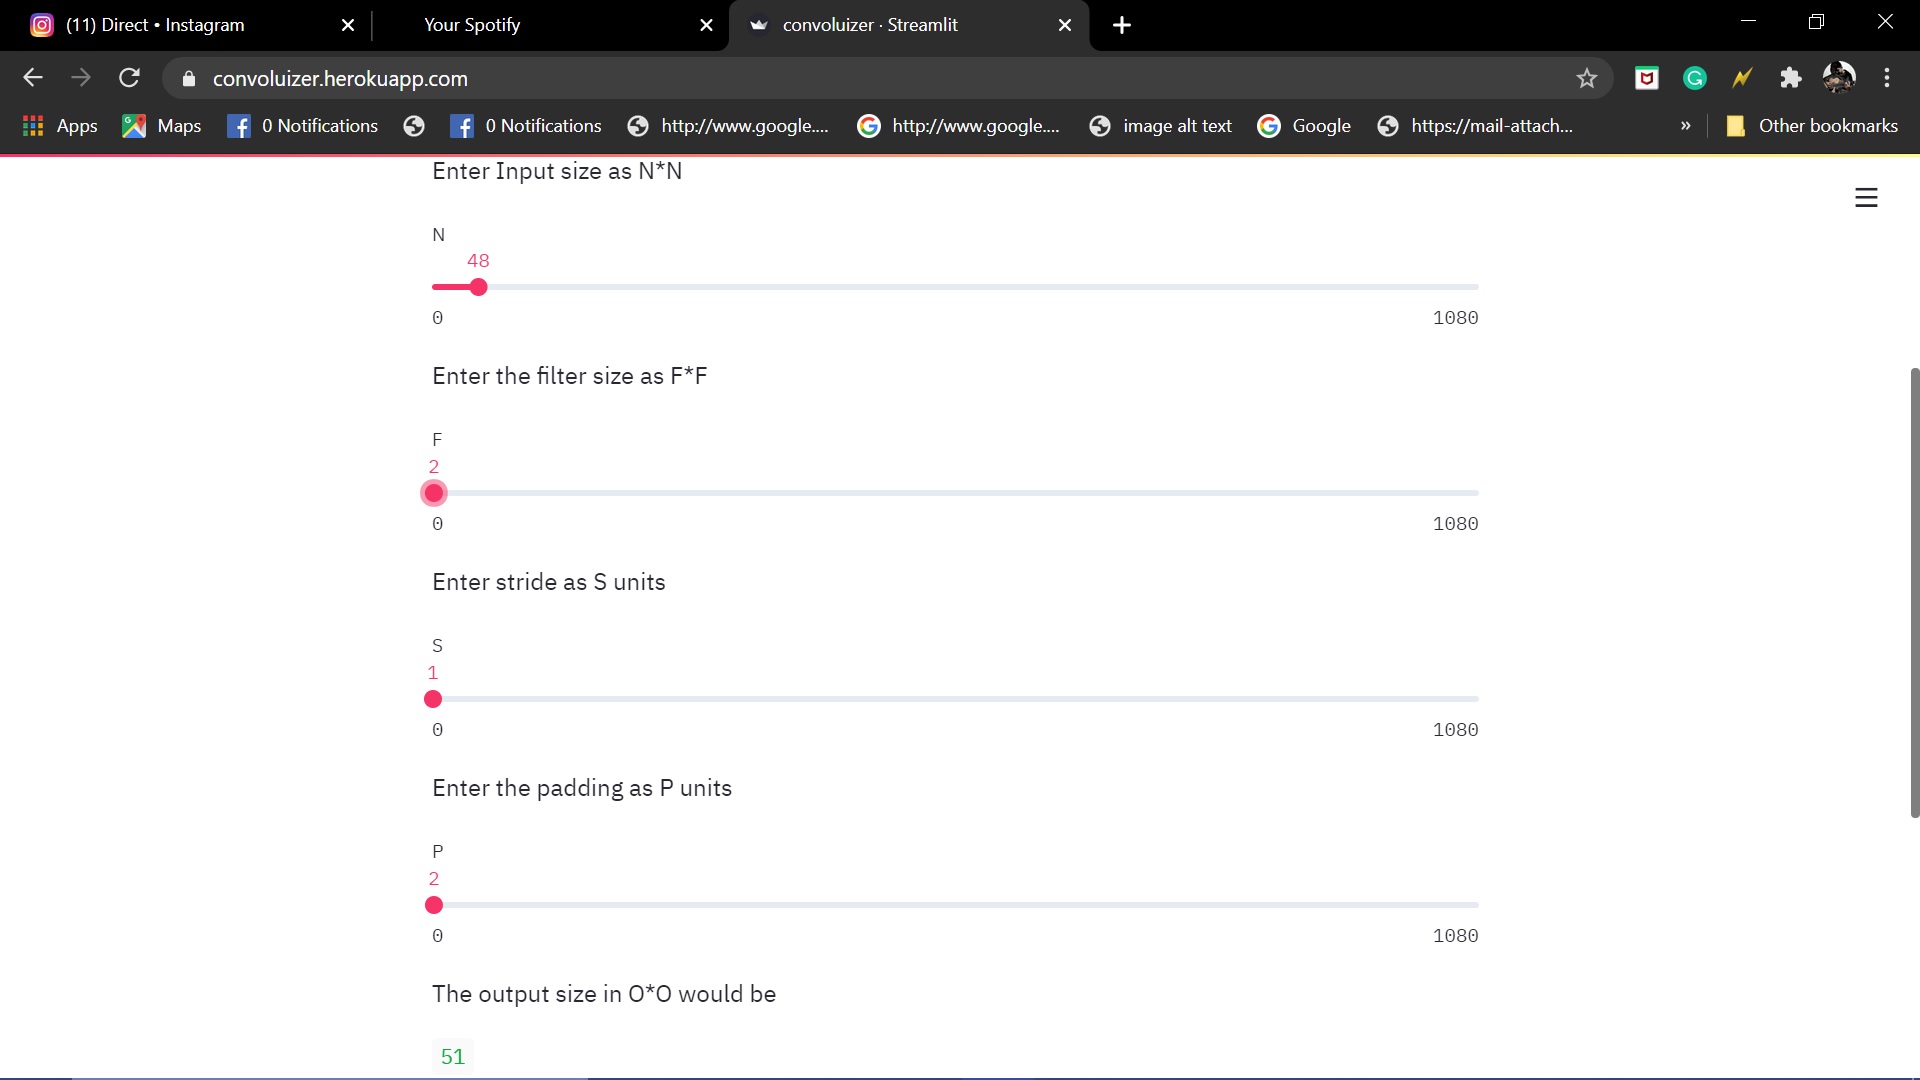 (11) Direct • Instagram
Your Spotify
convoluizer · Streamlit
convoluizer.herokuapp.com
Apps
Maps
0 Notifications
0 Notifications
http://www.google....
http://www.google....
image alt text
Google
https://mail-attach...
»
Other bookmarks
Enter Input size as N*N
N
48
0 1080
Enter the filter size as F*F
F
2
0 1080
Enter stride as S units
S
1
0 1080
Enter the padding as P units
P
2
0 1080
The output size in O*O would be
51